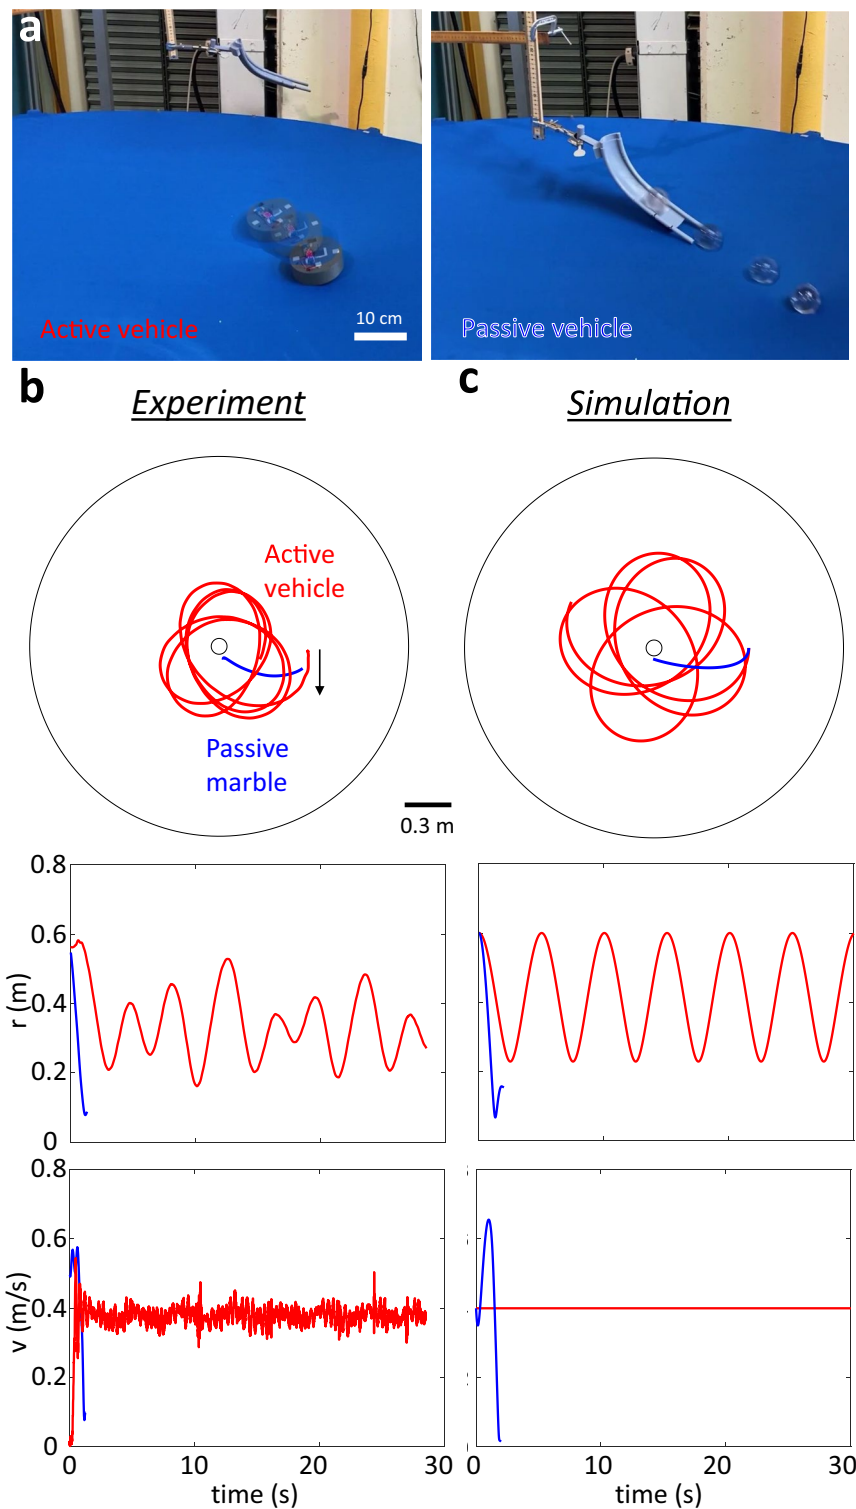 a
Active vehicle
10 cm
Passive vehicle
b
Experiment
c
Simulation
Active
vehicle
Passive
marble
0.3 m
0.8
0.6
0.4
0.2
0
r (m)
0.8
0.6
0.4
0.2
0
v (m/s)
0
10
20
30
time (s)
0
10
20
30
time (s)